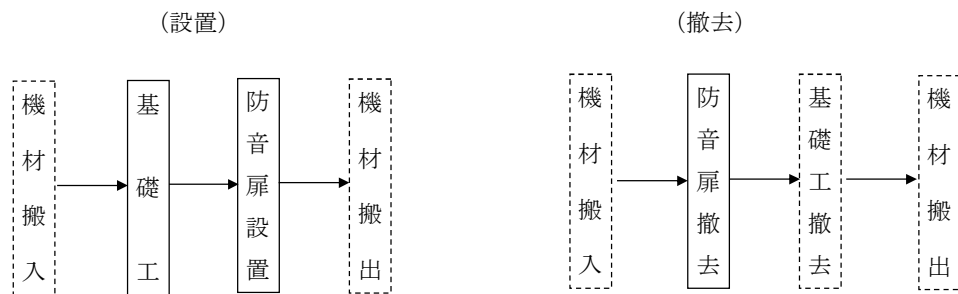 （設置）
機材搬入
基礎工
防音扉設置
機材搬出
（撤去）
機材搬入
防音扉撤去
基礎工撤去
機材搬出